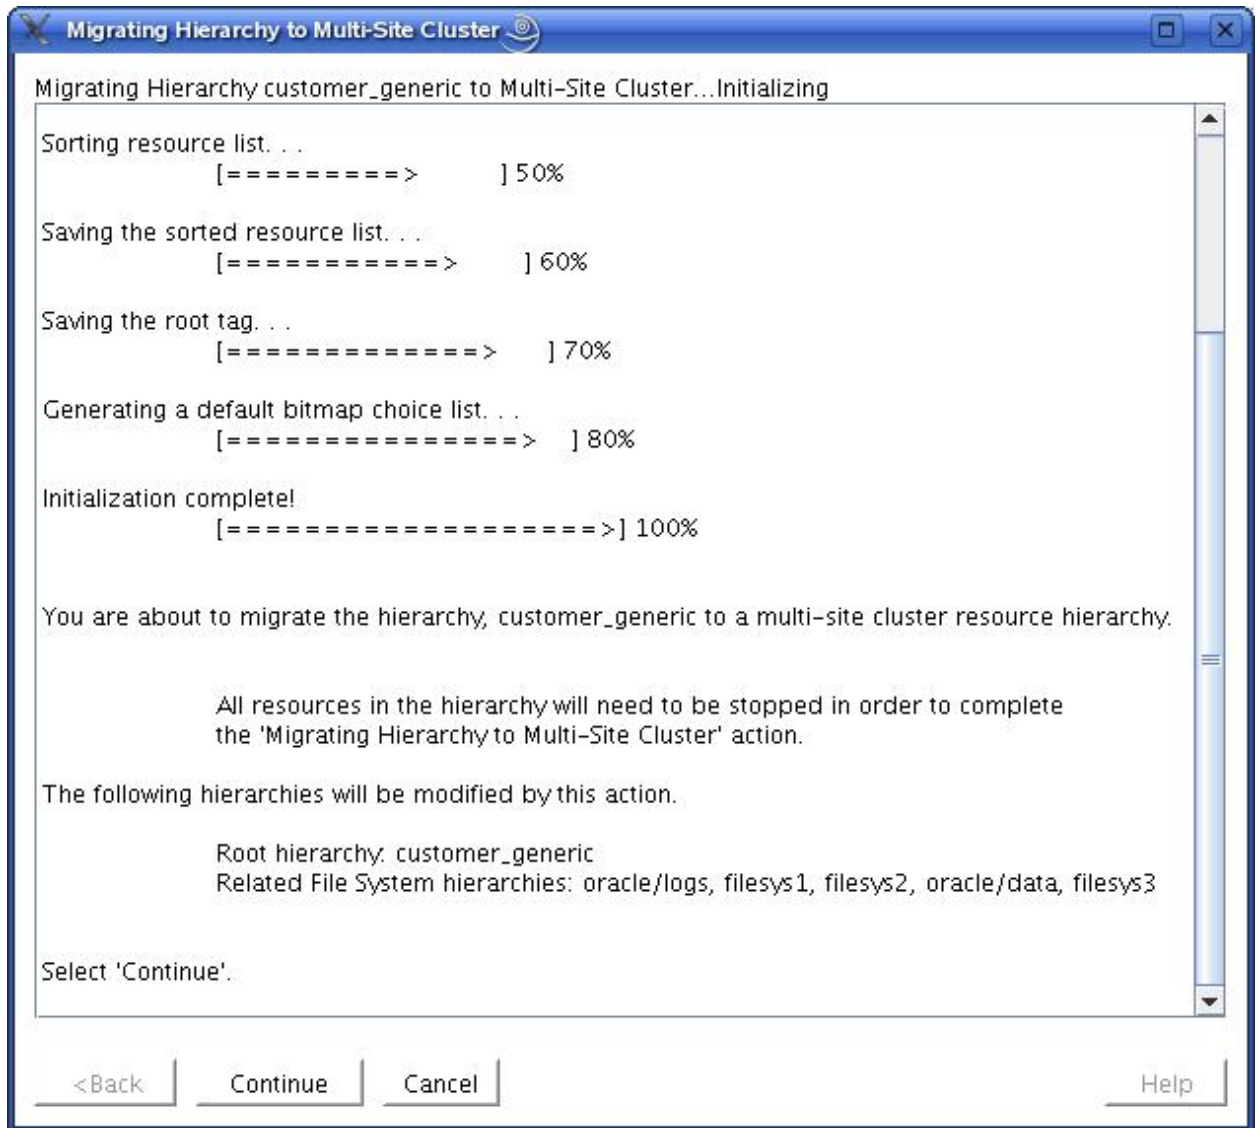 Migrating Hierarchy to Multi-Site Cluster
Migrating Hierarchy customer_generic to Multi-Site Cluster...Initializing
Sorting resource list. . .
[=========>        ] 50%
Saving the sorted resource list. . .
[===========>      ] 60%
Saving the root tag. . .
[=============>    ] 70%
Generating a default bitmap choice list. . .
[===============>  ] 80%
Initialization complete!
[===================>] 100%
You are about to migrate the hierarchy, customer_generic to a multi-site cluster resource hierarchy.
All resources in the hierarchy will need to be stopped in order to complete
the 'Migrating Hierarchy to Multi-Site Cluster' action.
The following hierarchies will be modified by this action.
Root hierarchy: customer_generic
Related File System hierarchies: oracle/logs, filesys1, filesys2, oracle/data, filesys3
Select 'Continue'.
<Back Continue Cancel Help